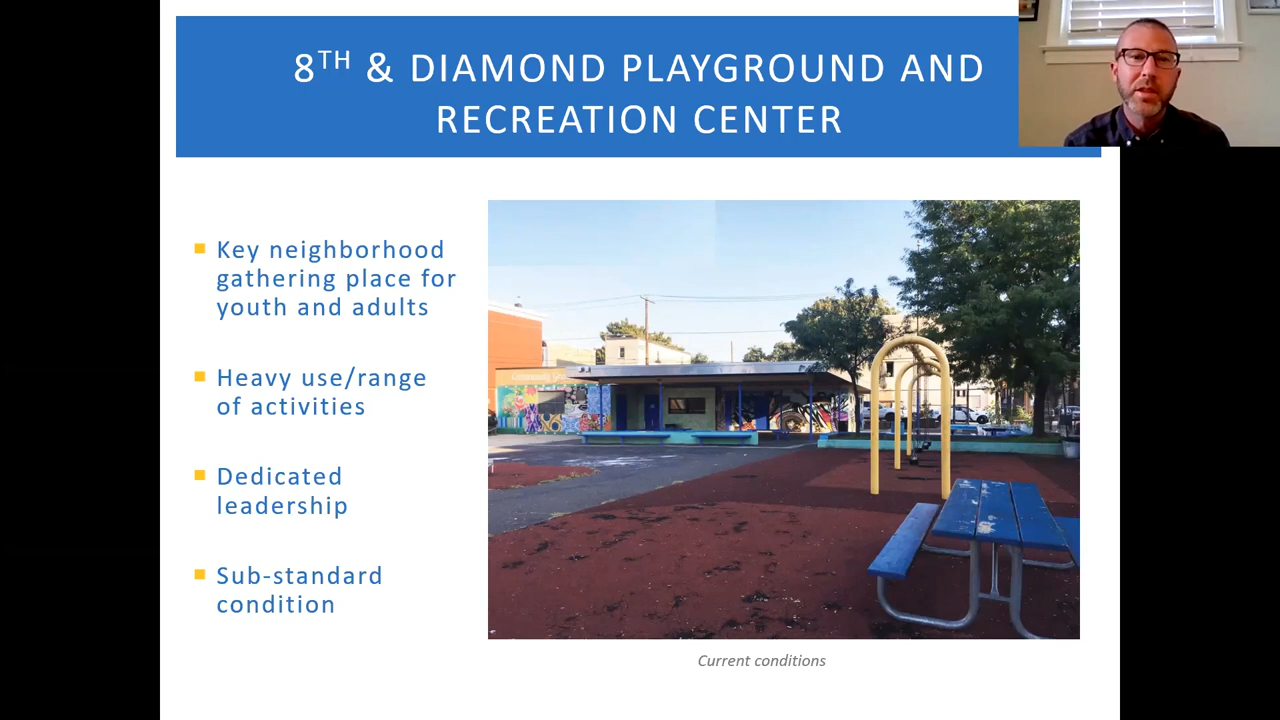 8TH & DIAMOND PLAYGROUND AND
RECREATION CENTER
Key neighborhood
gathering place for
youth and adults
Heavy use/range
of activities
Dedicated
leadership
Sub-standard
condition
Current conditions